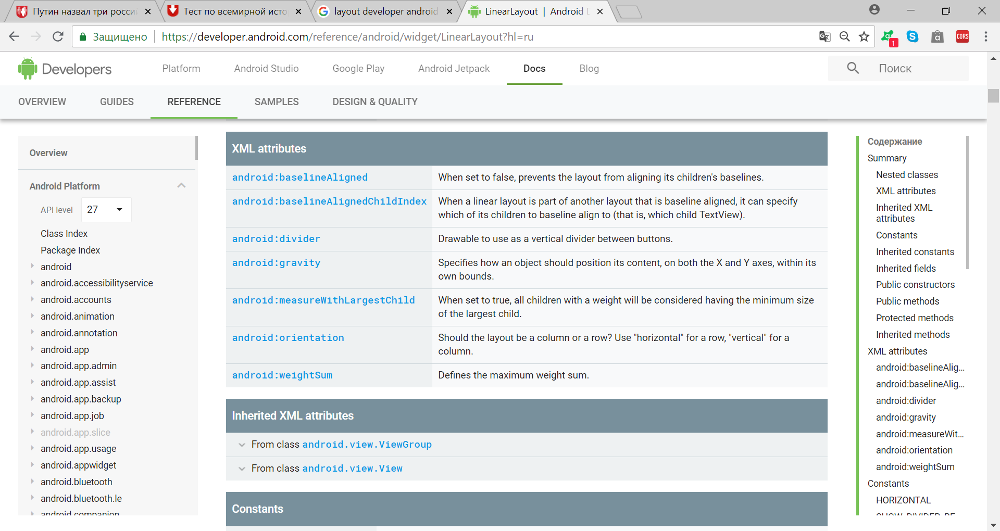 Путин назвал три росси
Тест по всемирной исто
layout developer android
LinearLayout | Android D
Защищено
https://developer.android.com/reference/android/widget/LinearLayout?hl=ru
1
a
CORS
Developers
Platform
Android Studio
Google Play
Android Jetpack
Docs
Blog
Поиск
OVERVIEW
GUIDES
REFERENCE
SAMPLES
DESIGN & QUALITY
Overview
Android Platform
API level 27
Class Index
Package Index
android
android.accessibilityservice
android.accounts
android.animation
android.annotation
android.app
android.app.admin
android.app.assist
android.app.backup
android.app.job
android.app.slice
android.app.usage
android.appwidget
android.bluetooth
android.bluetooth.le
android.companion
XML attributes
android:baselineAligned
When set to false, prevents the layout from aligning its children's baselines.
android:baselineAlignedChildIndex
When a linear layout is part of another layout that is baseline aligned, it can specify
which of its children to baseline align to (that is, which child TextView).
android:divider
Drawable to use as a vertical divider between buttons.
android:gravity
Specifies how an object should position its content, on both the X and Y axes, within its
own bounds.
android:measureWithLargestChild
When set to true, all children with a weight will be considered having the minimum size
of the largest child.
android:orientation
Should the layout be a column or a row? Use "horizontal" for a row, "vertical" for a
column.
android:weightSum
Defines the maximum weight sum.
Inherited XML attributes
From class android.view.ViewGroup
From class android.view.View
Constants
Содержание
Summary
Nested classes
XML attributes
Inherited XML
attributes
Constants
Inherited constants
Inherited fields
Public constructors
Public methods
Protected methods
Inherited methods
XML attributes
android:baselineAlig...
android:baselineAlig...
android:divider
android:gravity
android:measureWit...
android:orientation
android:weightSum
Constants
HORIZONTAL
SHOW_DIVIDER_BE